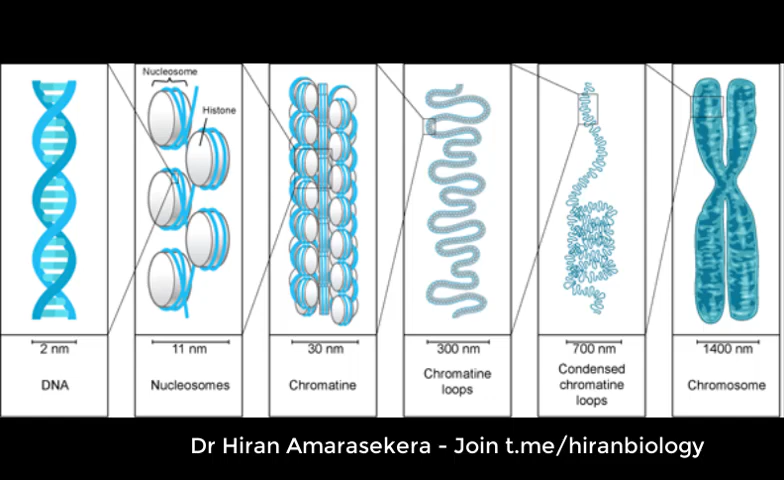 Nucleosome
Histone
2 nm
11 nm
30 nm
300 nm
700 nm
1400 nm
DNA
Nucleosomes
Chromatine
Chromatine
loops
Condensed
chromatine
loops
Chromosome
Dr Hiran Amarasekera - Join t.me/hiranbiology